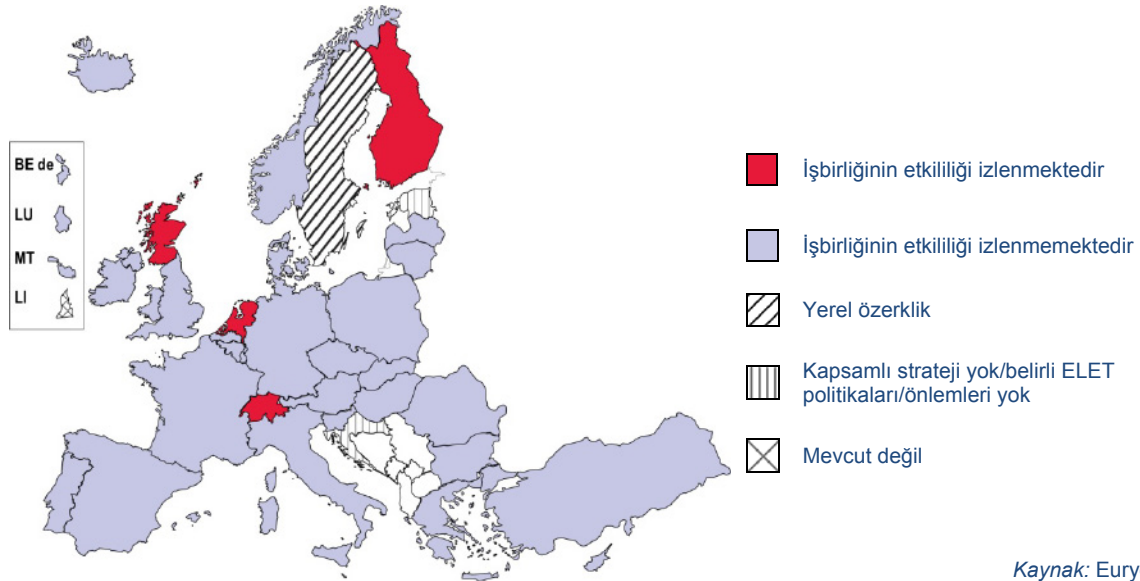 BE de
LU
MT
LI
İşbirliğinin etkililiği izlenmektedir
İşbirliğinin etkililiği izlenmemektedir
Yerel özerklik
Kapsamlı strateji yok/belirli ELET
politikaları/önlemleri yok
Mevcut değil
Kaynak: Eury